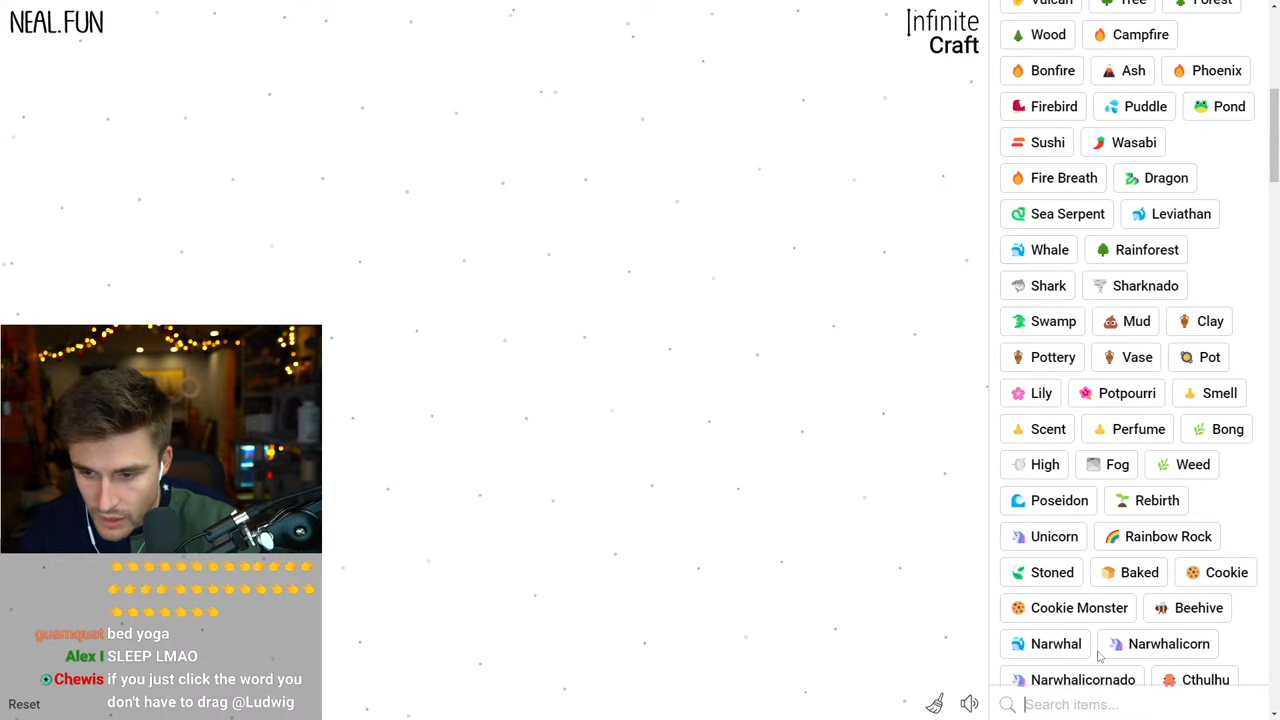 NEAL.FUN
Infinite
Craft
Vulcan Tree Forest
Wood Campfire
Bonfire Ash Phoenix
Firebird Puddle Pond
Sushi Wasabi
Fire Breath Dragon
Sea Serpent Leviathan
Whale Rainforest
Shark Sharknado
Swamp Mud Clay
Pottery Vase Pot
Lily Potpourri Smell
Scent Perfume Bong
High Fog Weed
Poseidon Rebirth
Unicorn Rainbow Rock
Stoned Baked Cookie
Cookie Monster Beehive
Narwhal Narwhalicorn
Narwhalicornado Cthulhu
Search items...
guamquat bed yoga
Alex I SLEEP LMAO
Chewis if you just click the word you
don't have to drag @Ludwig
Reset